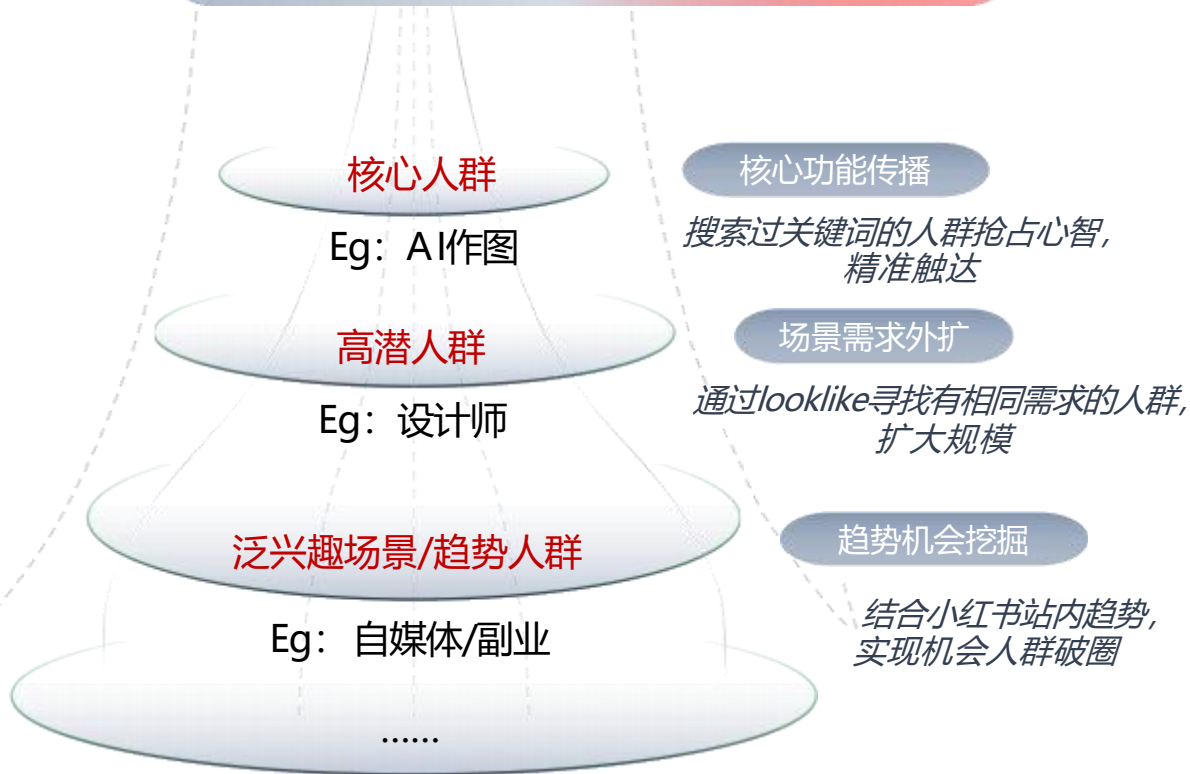 核心人群
核心功能传播
Eg：AI作图
搜索过关键词的人群抢占心智，
精准触达
高潜人群
场景需求外扩
Eg：设计师
通过looklike寻找有相同需求的人群，
扩大规模
泛兴趣场景/趋势人群
趋势机会挖掘
Eg：自媒体/副业
结合小红书站内趋势，
实现机会人群破圈
......